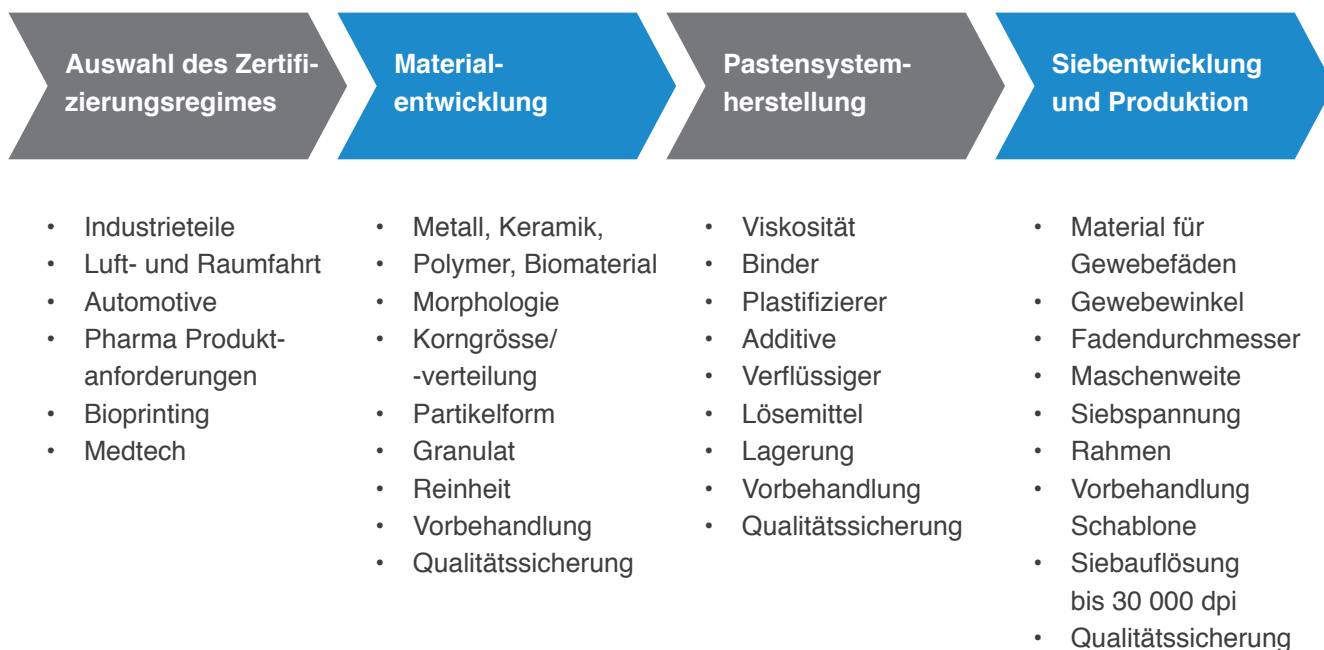 Auswahl des Zertifi-
zierungsregimes
Material-
entwicklung
Pastensystem-
herstellung
Siebentwicklung
und Produktion
• Industrieteile
• Luft- und Raumfahrt
• Automotive
• Pharma Produkt-
anforderungen
• Bioprinting
• Medtech
• Metall, Keramik,
• Polymer, Biomaterial
• Morphologie
• Korngrösse/
-verteilung
• Partikelform
• Granulat
• Reinheit
• Vorbehandlung
• Qualitätssicherung
• Viskosität
• Binder
• Plastifizierer
• Additive
• Verflüssiger
• Lösemittel
• Lagerung
• Vorbehandlung
• Qualitätssicherung
• Material für
Gewebefäden
• Gewebewinkel
• Fadendurchmesser
• Maschenweite
• Siebspannung
• Rahmen
• Vorbehandlung
Schablone
• Siebauflösung
bis 30 000 dpi
• Qualitätssicherung